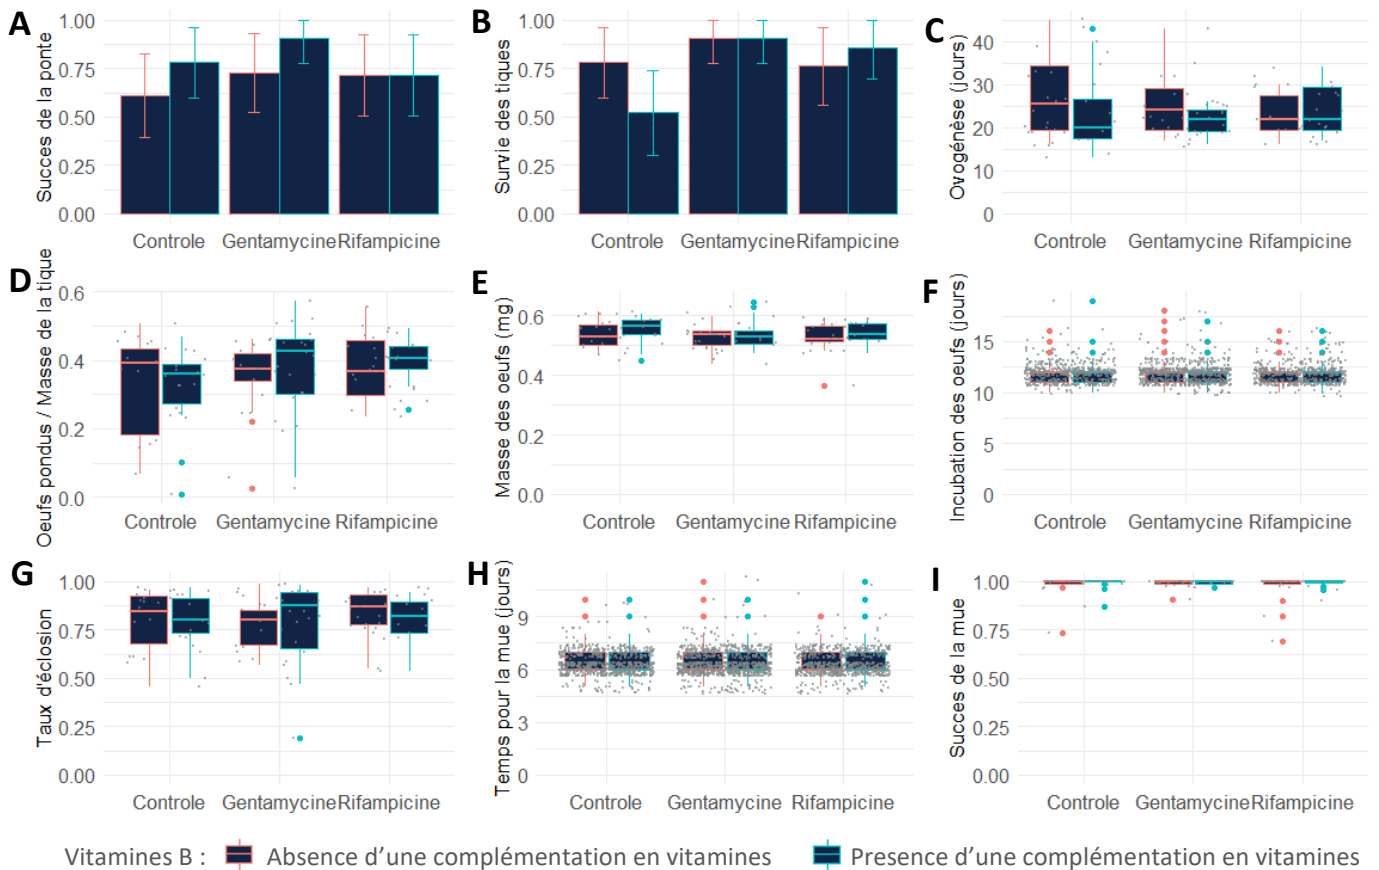 A
Succes de la ponte
1.00
0.75
0.50
0.25
0.00
Controle Gentamycine Rifampicine
B
Survie des tiques
1.00
0.75
0.50
0.25
0.00
Controle Gentamycine Rifampicine
C
Ovogénèse (jours)
40
30
20
10
0
Controle Gentamycine Rifampicine
D
Oeufs pondus / Masse de la tique
0.6
0.4
0.2
0.0
Controle Gentamycine Rifampicine
E
Masse des oeufs (mg)
0.6
0.4
0.2
0.0
Controle Gentamycine Rifampicine
F
Incubation des oeufs (jours)
15
10
5
0
Controle Gentamycine Rifampicine
G
Taux d'éclosion
1.00
0.75
0.50
0.25
0.00
Controle Gentamycine Rifampicine
H
Temps pour la mue (jours)
9
6
3
0
Controle Gentamycine Rifampicine
I
Succes de la mue
1.00
0.75
0.50
0.25
0.00
Controle Gentamycine Rifampicine
Vitamines B : Absence d’une complémentation en vitamines Presence d’une complémentation en vitamines